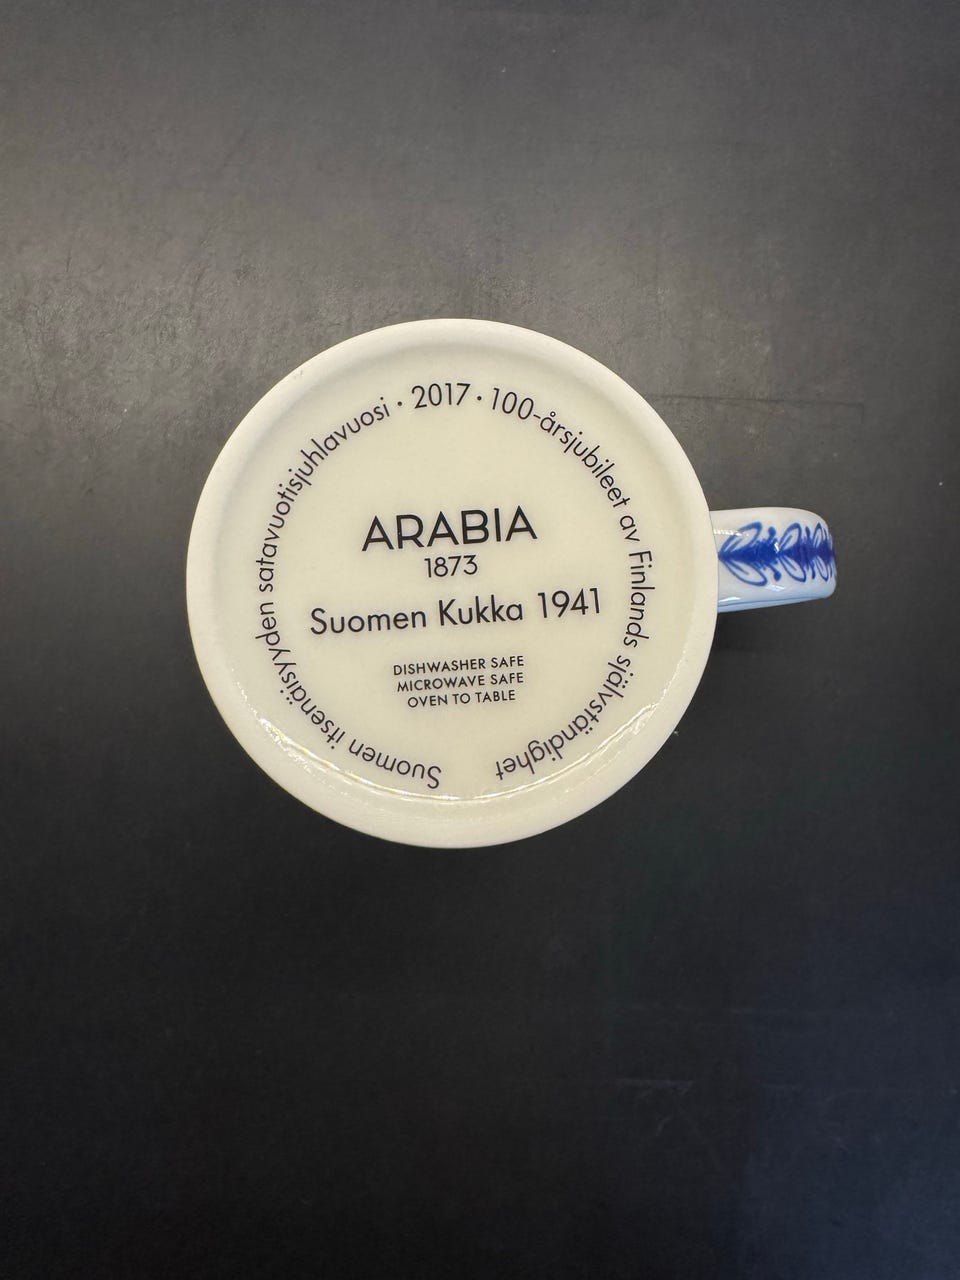 Suomen itsenäisyyden satavuotisjuhlavuosi · 2017 · 100-årsjubileet av Finlands självständighet
ARABIA
1873
Suomen Kukka 1941
DISHWASHER SAFE
MICROWAVE SAFE
OVEN TO TABLE